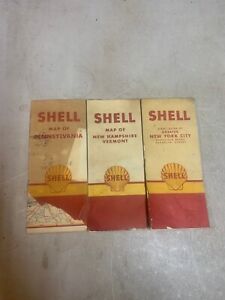 SHELL
MAP OF
PENNSYLVANIA
SHELL
SHELL
MAP OF
NEW HAMPSHIRE
VERMONT
SHELL
SHELL
GREATER
NEW YORK CITY
SHELL